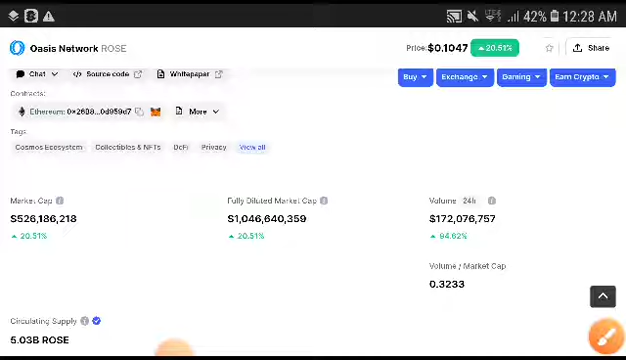 42% 12:28 AM
Oasis Network ROSE Price:$0.1047 20.51% Share
Chat Source code Whitepaper Buy Exchange Gaming Earn Crypto
Contracts:
Ethereum: 0x26B8...0d959d7 More
Tags:
Cosmos Ecosystem Collectibles & NFTs DeFi Privacy View all
Market Cap Fully Diluted Market Cap Volume 24h
$526,186,218 $1,046,640,359 $172,076,757
20.51% 20.51% 94.62%
Volume / Market Cap
0.3233
Circulating Supply
5.03B ROSE